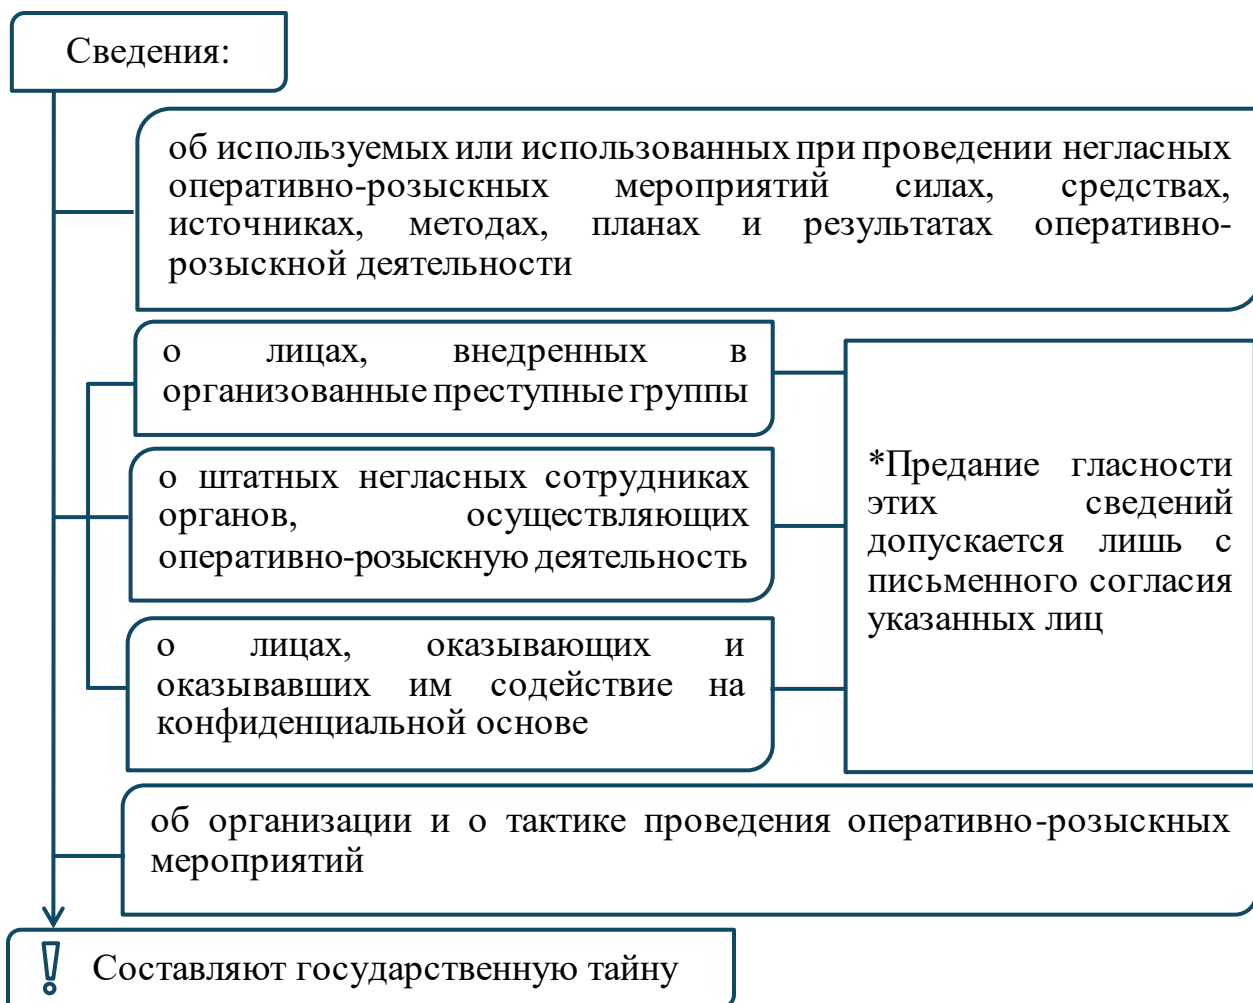 Сведения:
об используемых или использованных при проведении негласных
оперативно-розыскных мероприятий силах, средствах,
источниках, методах, планах и результатах оперативно-
розыскной деятельности
о лицах, внедренных в
организованные преступные группы
о штатных негласных сотрудниках
органов, осуществляющих
оперативно-розыскную деятельность
о лицах, оказывающих и
оказывавших им содействие на
конфиденциальной основе
*Предание гласности
этих сведений
допускается лишь с
письменного согласия
указанных лиц
об организации и о тактике проведения оперативно-розыскных
мероприятий
Составляют государственную тайну